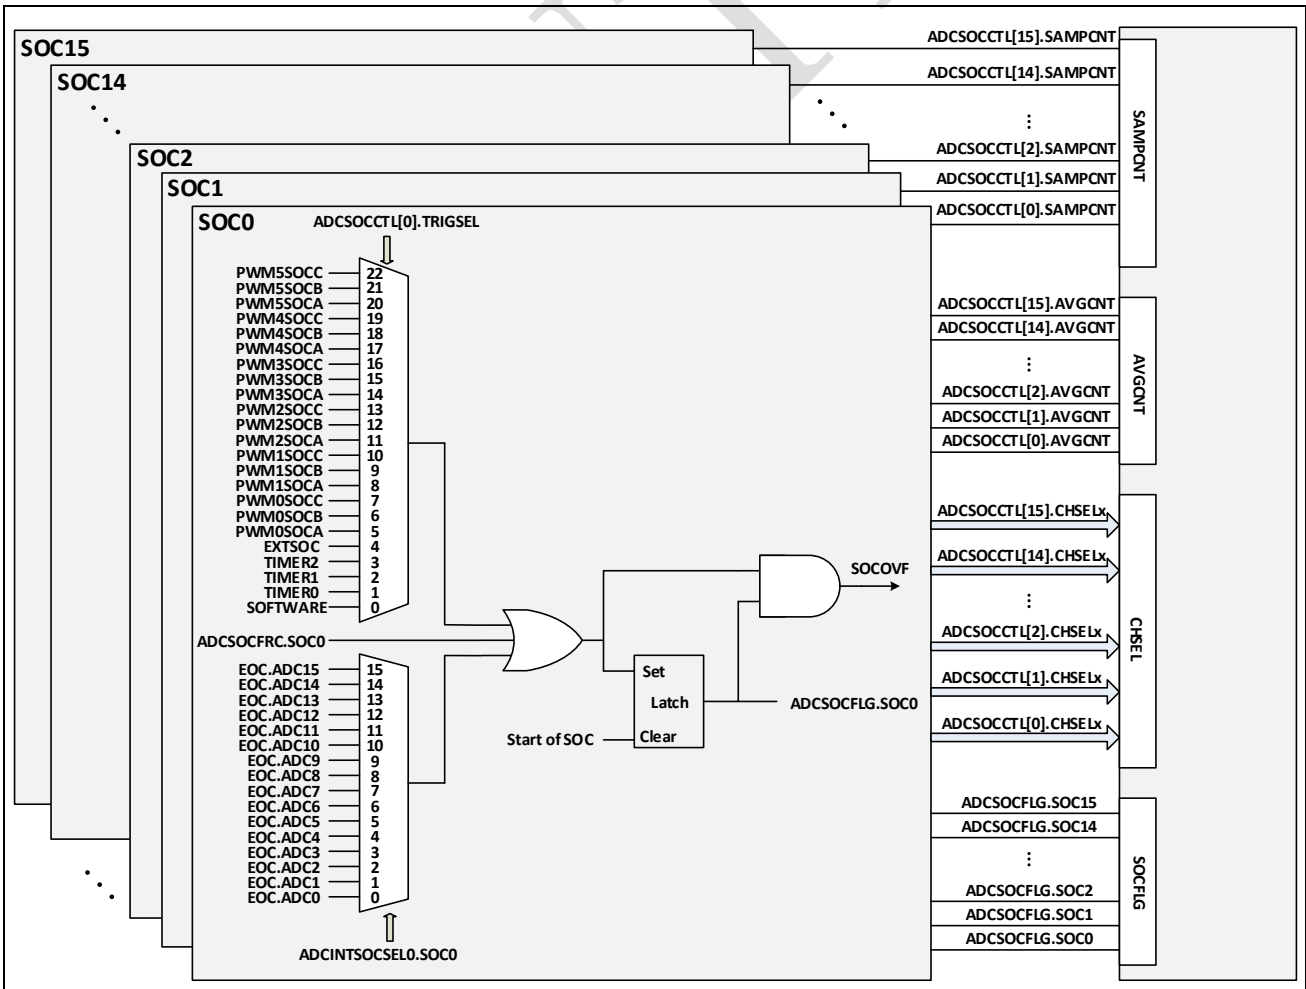 SOC15
SOC14
SOC2
SOC1
SOC0
ADCSOCCTL[0].TRIGSEL
PWM5SOCC 22
PWM5SOCB 21
PWM5SOCA 20
PWM4SOCC 19
PWM4SOCB 18
PWM4SOCA 17
PWM3SOCC 16
PWM3SOCB 15
PWM3SOCA 14
PWM2SOCC 13
PWM2SOCB 12
PWM2SOCA 11
PWM1SOCC 10
PWM1SOCB 9
PWM1SOCA 8
PWM0SOCC 7
PWM0SOCB 6
PWM0SOCA 5
EXTSOC 4
TIMER2 3
TIMER1 2
TIMER0 1
SOFTWARE 0
ADCSOCFRC.SOC0
EOC.ADC15 15
EOC.ADC14 14
EOC.ADC13 13
EOC.ADC12 12
EOC.ADC11 11
EOC.ADC10 10
EOC.ADC9 9
EOC.ADC8 8
EOC.ADC7 7
EOC.ADC6 6
EOC.ADC5 5
EOC.ADC4 4
EOC.ADC3 3
EOC.ADC2 2
EOC.ADC1 1
EOC.ADC0 0
ADCINTSOCSEL0.SOC0
Set
Latch
Clear
Start of SOC
SOCOVF
ADCSOCFLG.SOC0
ADCSOCCTL[15].SAMPCNT
ADCSOCCTL[14].SAMPCNT
ADCSOCCTL[2].SAMPCNT
ADCSOCCTL[1].SAMPCNT
ADCSOCCTL[0].SAMPCNT
SAMPCNT
ADCSOCCTL[15].AVGCNT
ADCSOCCTL[14].AVGCNT
ADCSOCCTL[2].AVGCNT
ADCSOCCTL[1].AVGCNT
ADCSOCCTL[0].AVGCNT
AVGCNT
ADCSOCCTL[15].CHSELx
ADCSOCCTL[14].CHSELx
ADCSOCCTL[2].CHSELx
ADCSOCCTL[1].CHSELx
ADCSOCCTL[0].CHSELx
CHSEL
ADCSOCFLG.SOC15
ADCSOCFLG.SOC14
ADCSOCFLG.SOC2
ADCSOCFLG.SOC1
ADCSOCFLG.SOC0
SOCFLG